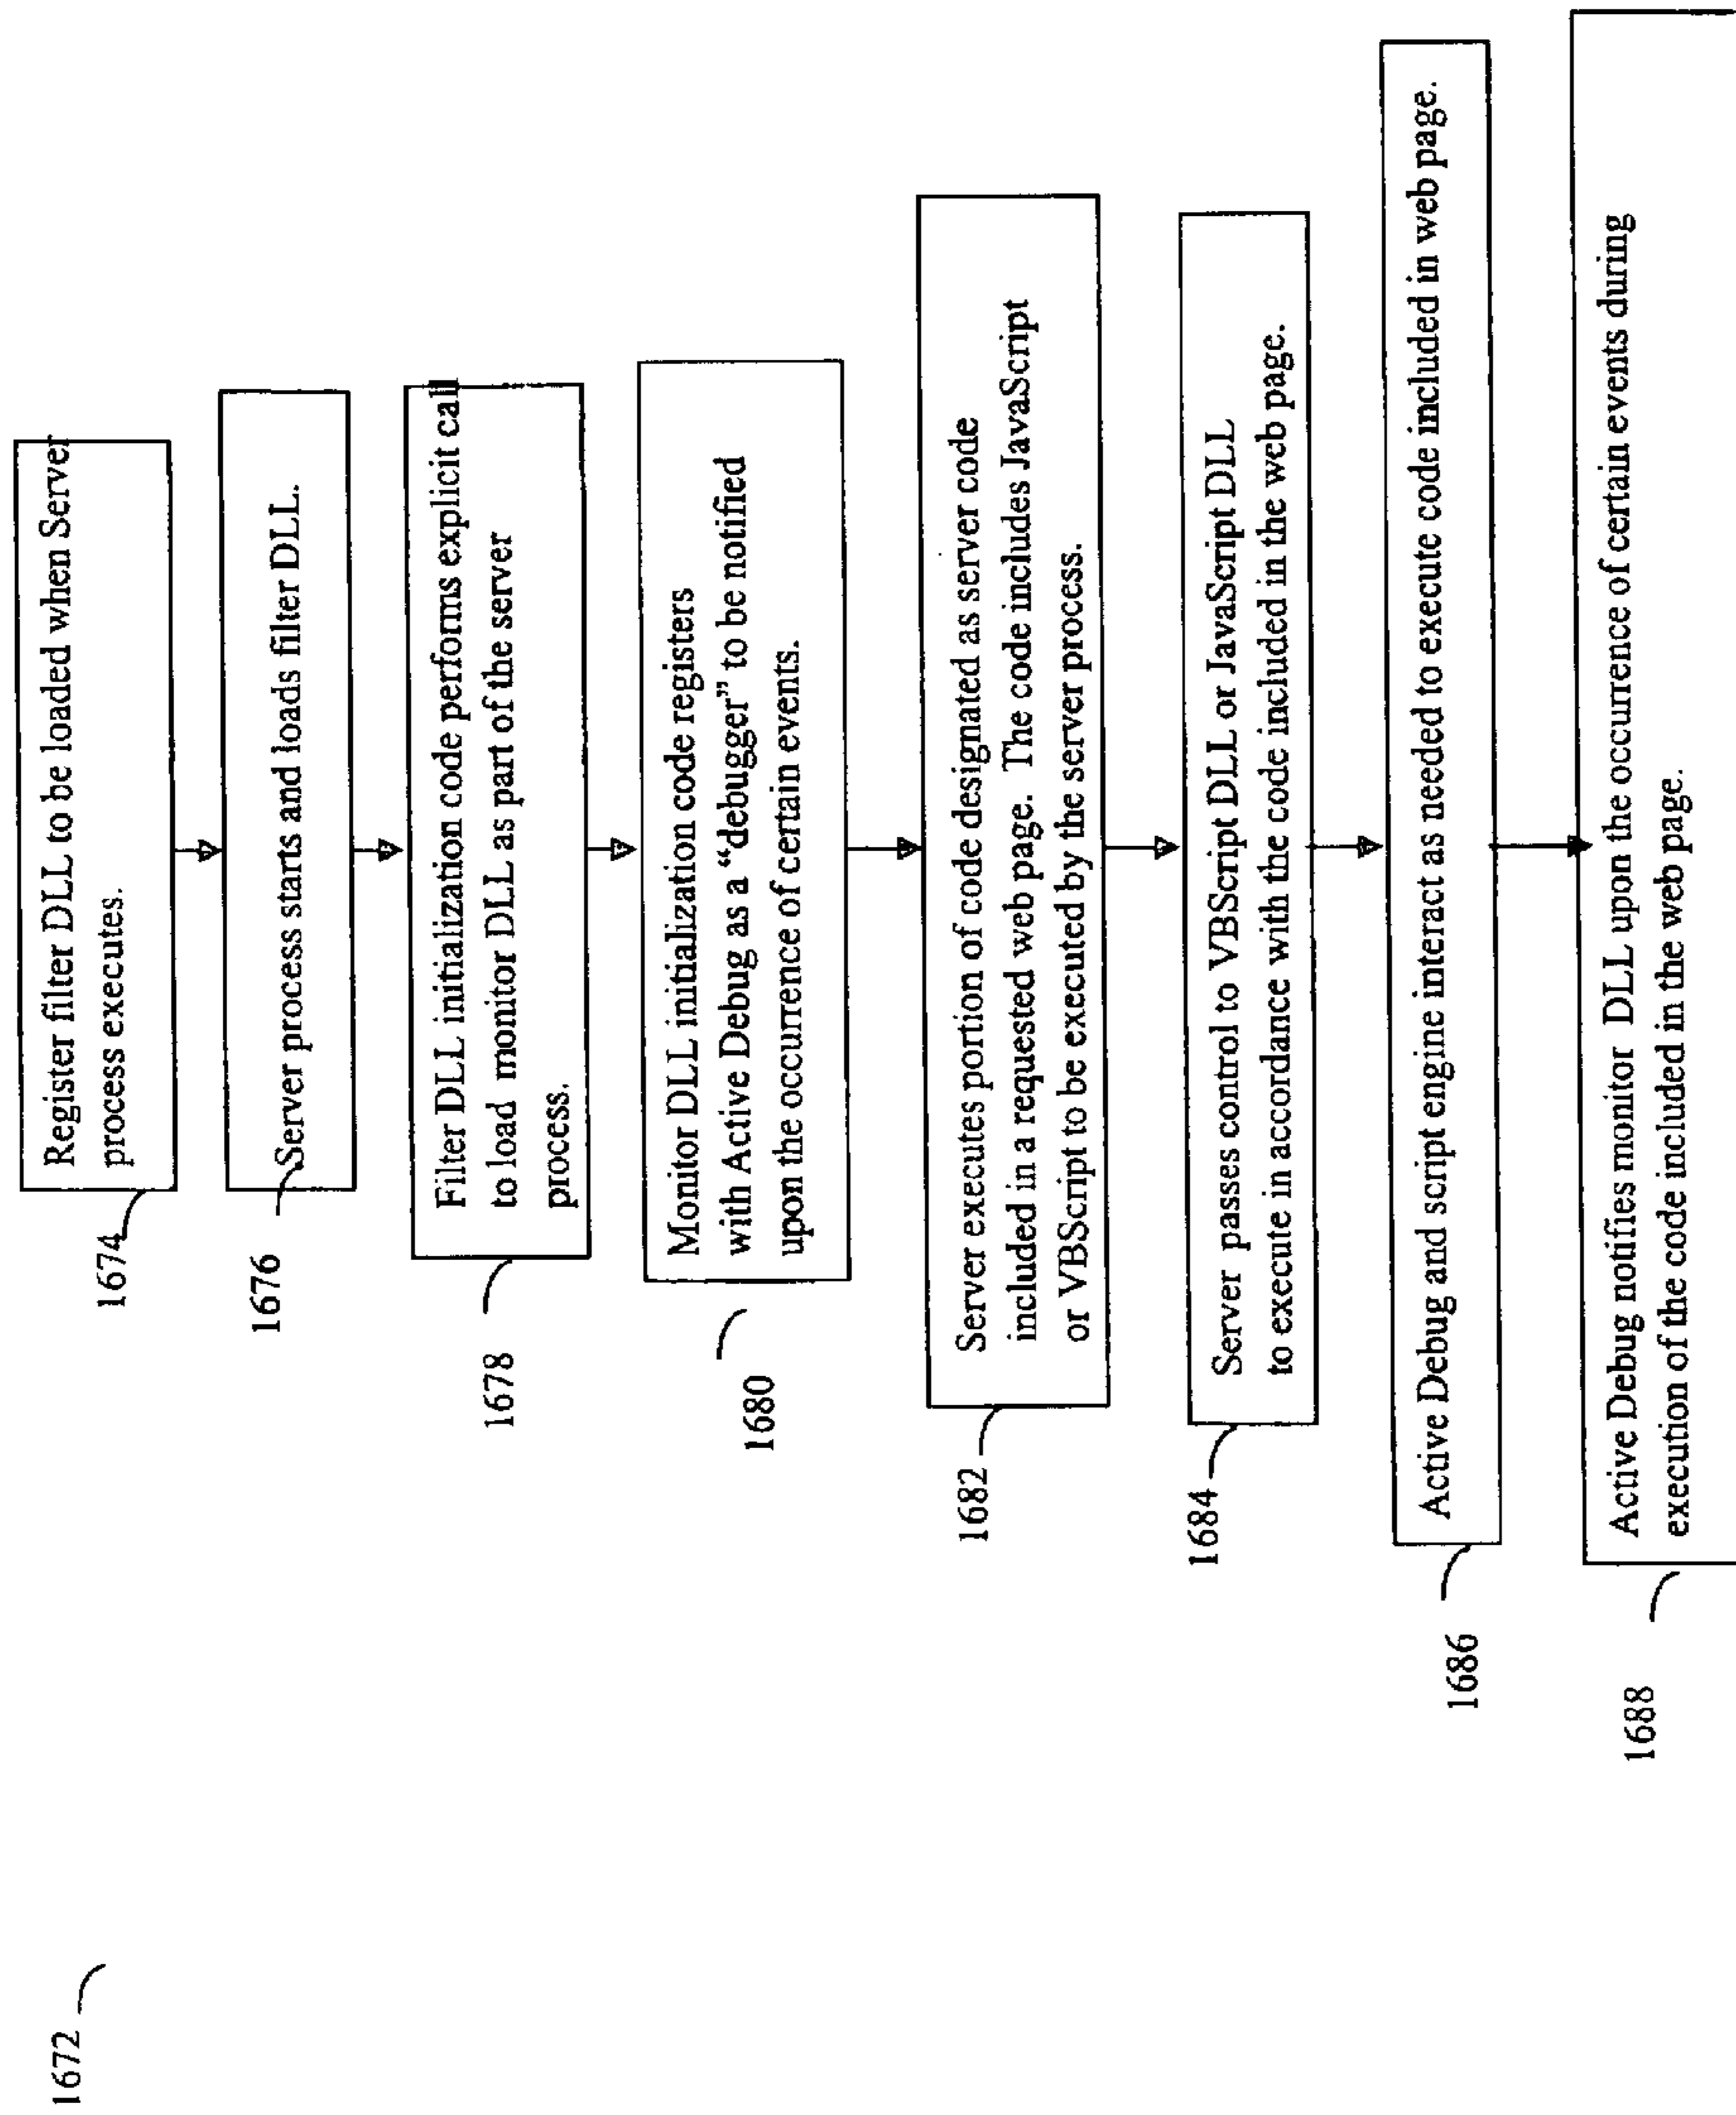 1672
1674
Register filter DLL to be loaded when Server
process executes.
1676
Server process starts and loads filter DLL.
1678
Filter DLL initialization code performs explicit call
to load monitor DLL as part of the server
process.
1680
Monitor DLL initialization code registers
with Active Debug as a “debugger” to be notified
upon the occurrence of certain events.
1682
Server executes portion of code designated as server code
included in a requested web page. The code includes JavaScript
or VBScript to be executed by the server process.
1684
Server passes control to VBScript DLL or JavaScript DLL
to execute in accordance with the code included in the web page.
1686
Active Debug and script engine interact as needed to execute code included in web page.
1688
Active Debug notifies monitor DLL upon the occurrence of certain events during
execution of the code included in the web page.